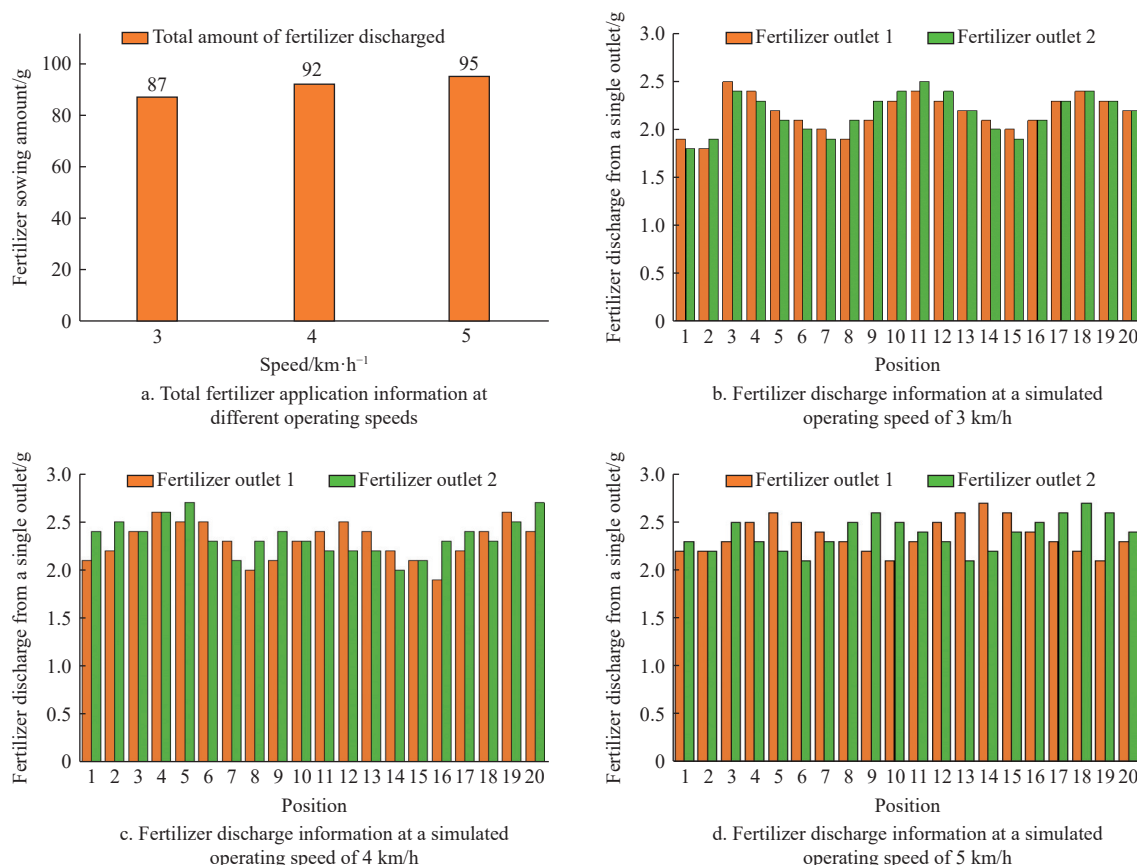 Total amount of fertilizer discharged
Fertilizer sowing amount/g
100
80
60
40
20
0
87
92
95
3 4 5
Speed/km·h⁻¹
a. Total fertilizer application information at
different operating speeds
Fertilizer outlet 1 Fertilizer outlet 2
Fertilizer discharge from a single outlet/g
3.0
2.5
2.0
1.5
1.0
0.5
0
1 2 3 4 5 6 7 8 9 10 11 12 13 14 15 16 17 18 19 20
Position
b. Fertilizer discharge information at a simulated
operating speed of 3 km/h
Fertilizer outlet 1 Fertilizer outlet 2
Fertilizer discharge from a single outlet/g
3.0
2.5
2.0
1.5
1.0
0.5
0
1 2 3 4 5 6 7 8 9 10 11 12 13 14 15 16 17 18 19 20
Position
c. Fertilizer discharge information at a simulated
operating speed of 4 km/h
Fertilizer outlet 1 Fertilizer outlet 2
Fertilizer discharge from a single outlet/g
3.0
2.5
2.0
1.5
1.0
0.5
0
1 2 3 4 5 6 7 8 9 10 11 12 13 14 15 16 17 18 19 20
Position
d. Fertilizer discharge information at a simulated
operating speed of 5 km/h